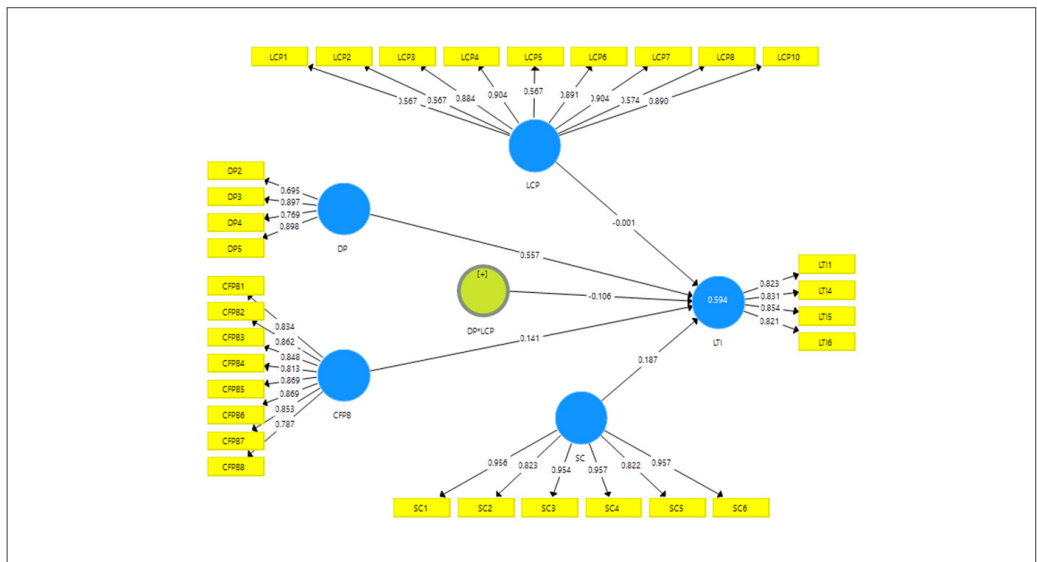 LCP1 LCP2 LCP3 LCP4 LCP5 LCP6 LCP7 LCP8 LCP10
0.567 0.567 0.884 0.904 0.567 0.891 0.904 0.574 0.890
LCP
DP2
DP3
DP4
DP5
0.695
0.897
0.769
0.898
DP
-0.001
0.557
[+]
DP*LCP
-0.106
CFPB1
CFPB2
CFPB3
CFPB4
CFPB5
CFPB6
CFPB7
CFPB8
0.834
0.862
0.848
0.813
0.869
0.869
0.853
0.787
CFPB
0.141
0.594
LTI
0.823
0.831
0.854
0.821
LTI1
LTI4
LTI5
LTI6
0.187
SC
0.956 0.823 0.954 0.957 0.822 0.957
SC1 SC2 SC3 SC4 SC5 SC6